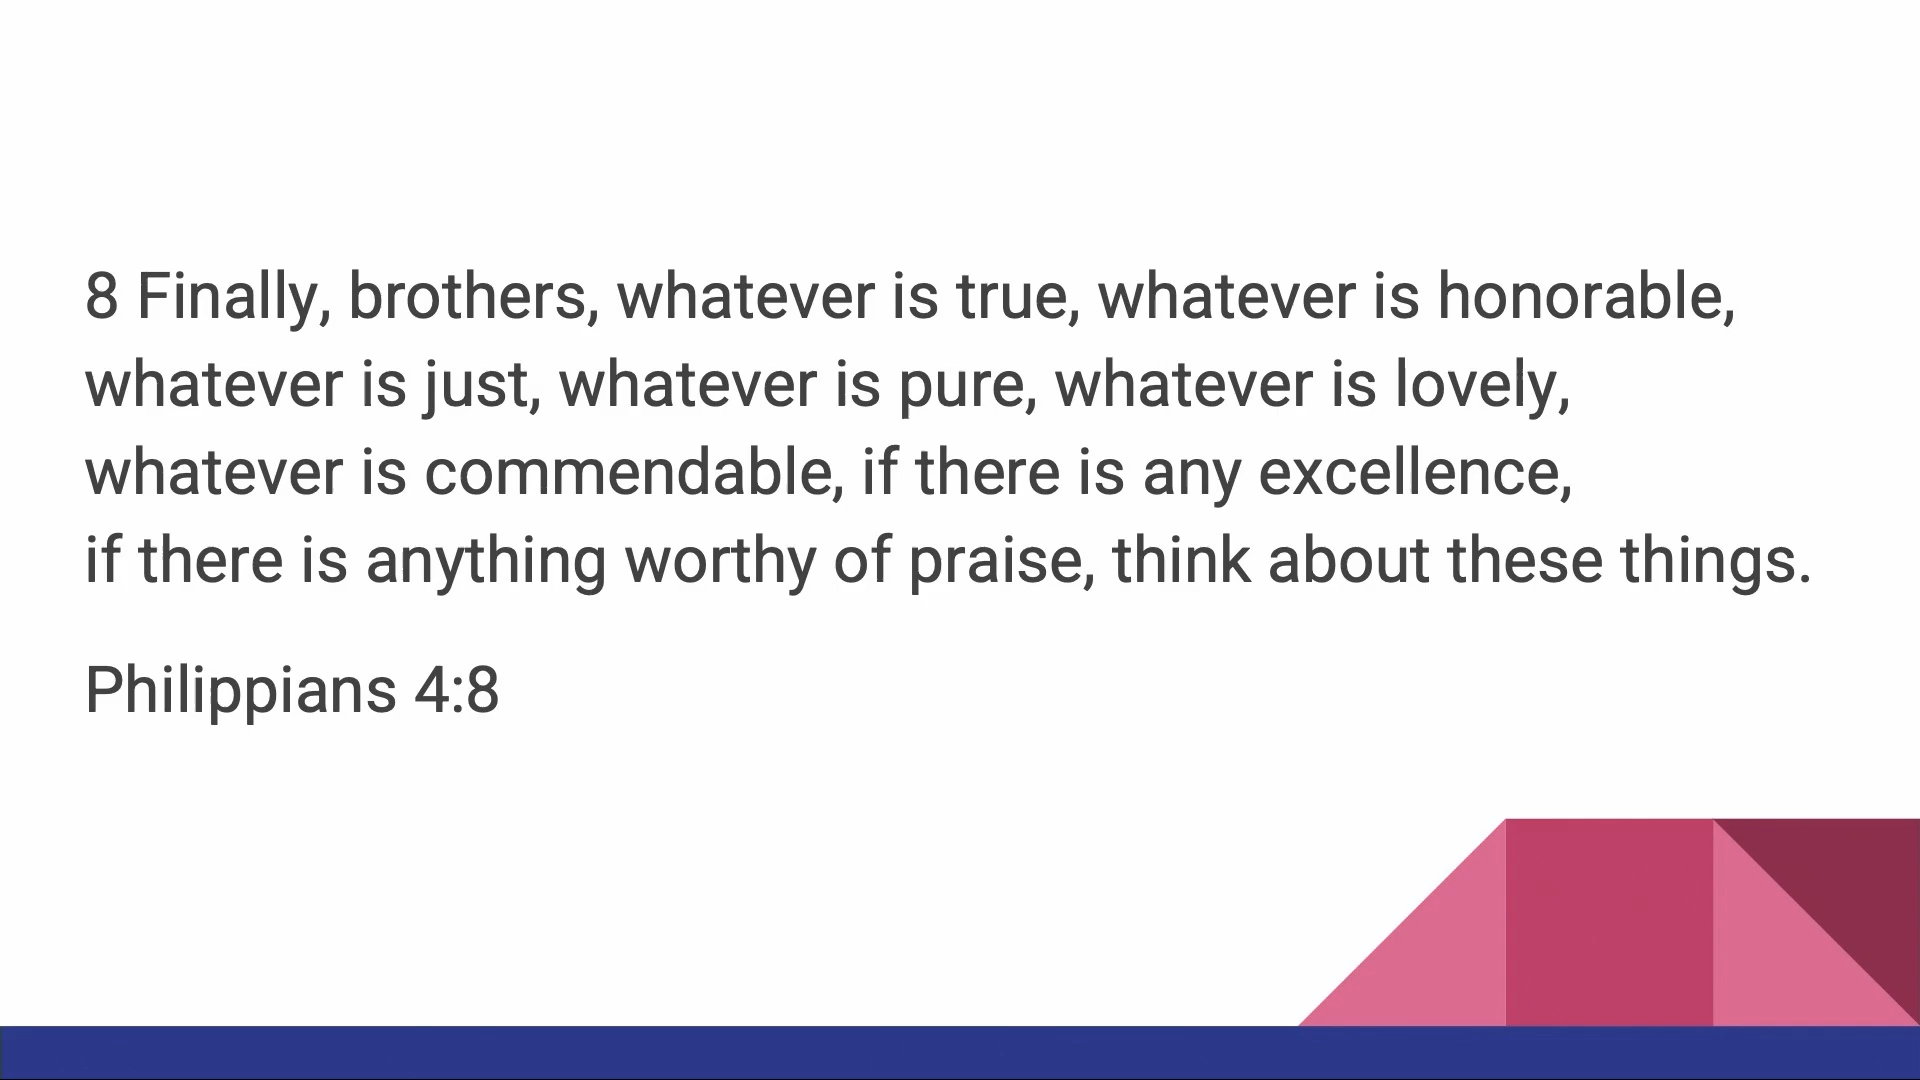 8 Finally, brothers, whatever is true, whatever is honorable,
whatever is just, whatever is pure, whatever is lovely,
whatever is commendable, if there is any excellence,
if there is anything worthy of praise, think about these things.
Philippians 4:8